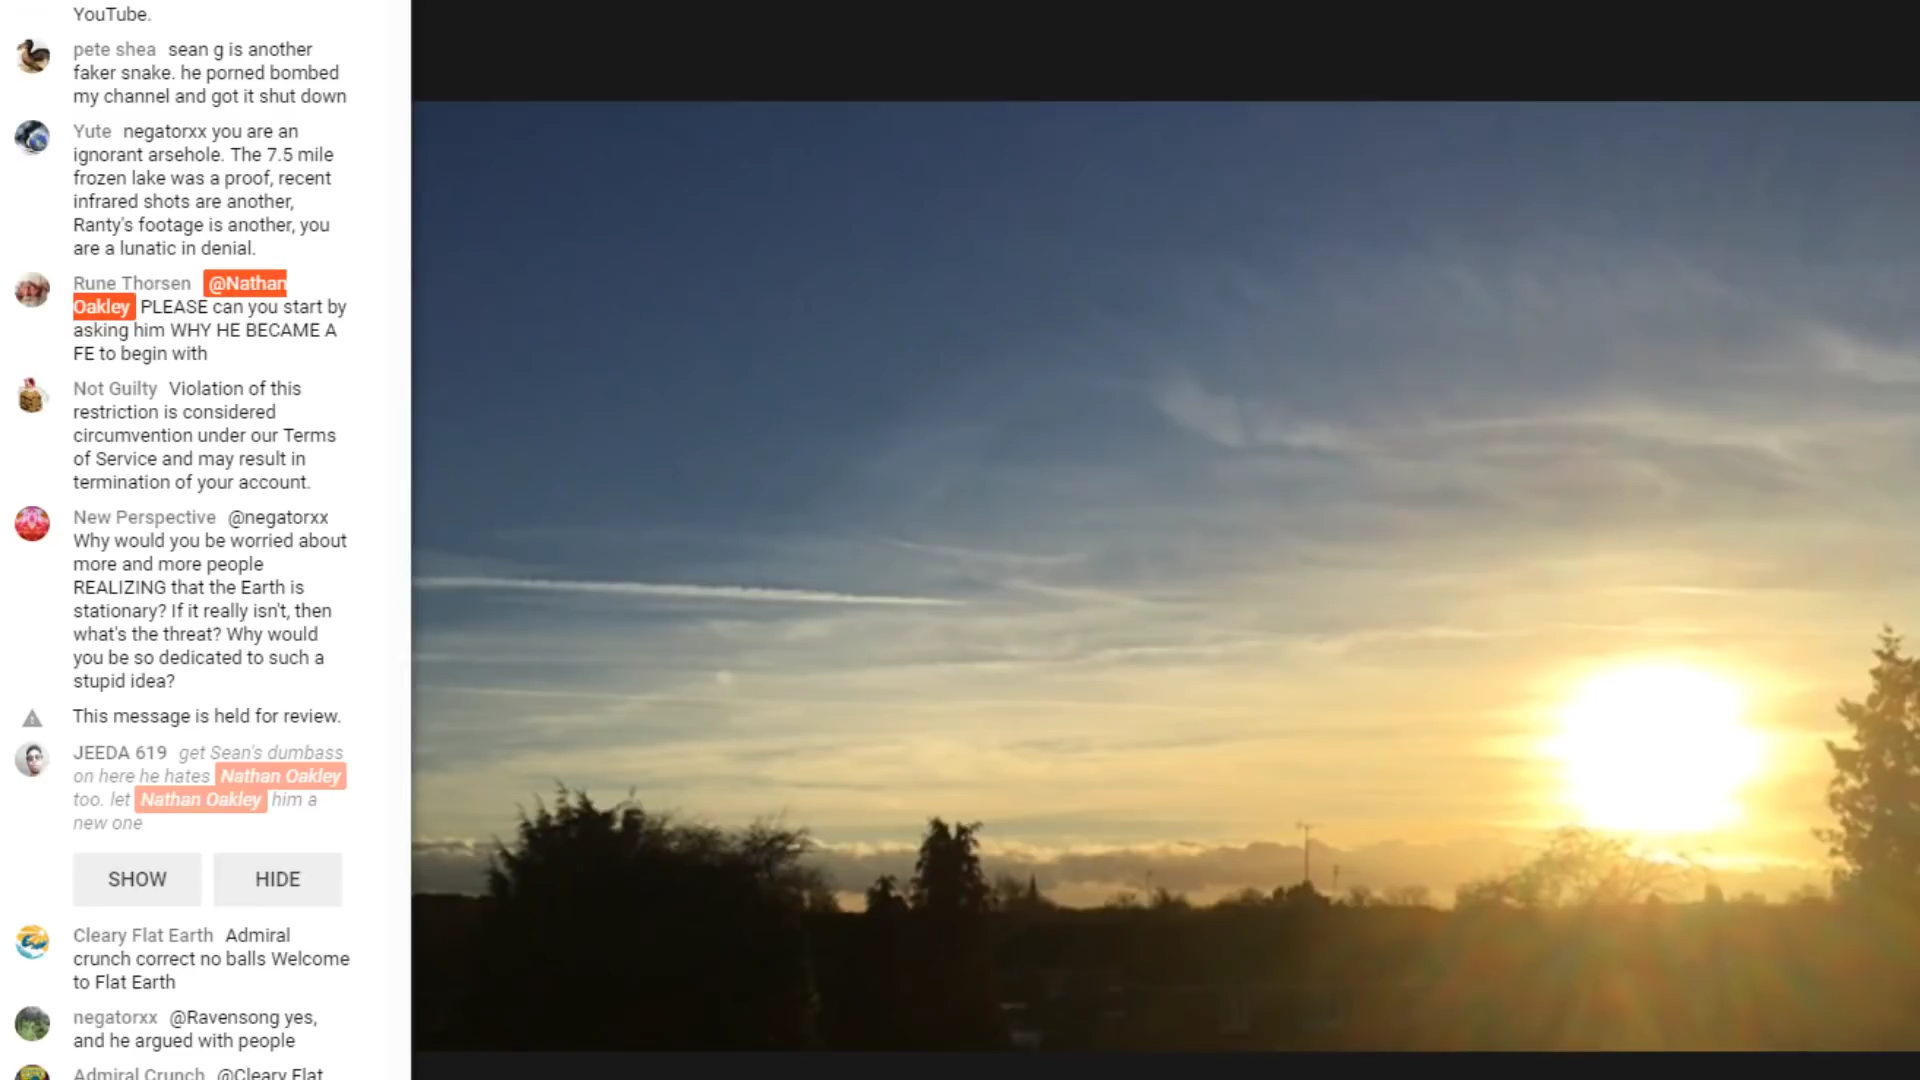 YouTube.
pete shea sean g is another
faker snake. he porned bombed
my channel and got it shut down
Yute negatorxx you are an
ignorant arsehole. The 7.5 mile
frozen lake was a proof, recent
infrared shots are another,
Ranty's footage is another, you
are a lunatic in denial.
Rune Thorsen @Nathan
Oakley PLEASE can you start by
asking him WHY HE BECAME A
FE to begin with
Not Guilty Violation of this
restriction is considered
circumvention under our Terms
of Service and may result in
termination of your account.
New Perspective @negatorxx
Why would you be worried about
more and more people
REALIZING that the Earth is
stationary? If it really isn't, then
what's the threat? Why would
you be so dedicated to such a
stupid idea?
This message is held for review.
JEEDA 619 get Sean's dumbass
on here he hates Nathan Oakley
too. let Nathan Oakley him a
new one
SHOW HIDE
Cleary Flat Earth Admiral
crunch correct no balls Welcome
to Flat Earth
negatorxx @Ravensong yes,
and he argued with people
Admiral Crunch @Cleary Flat